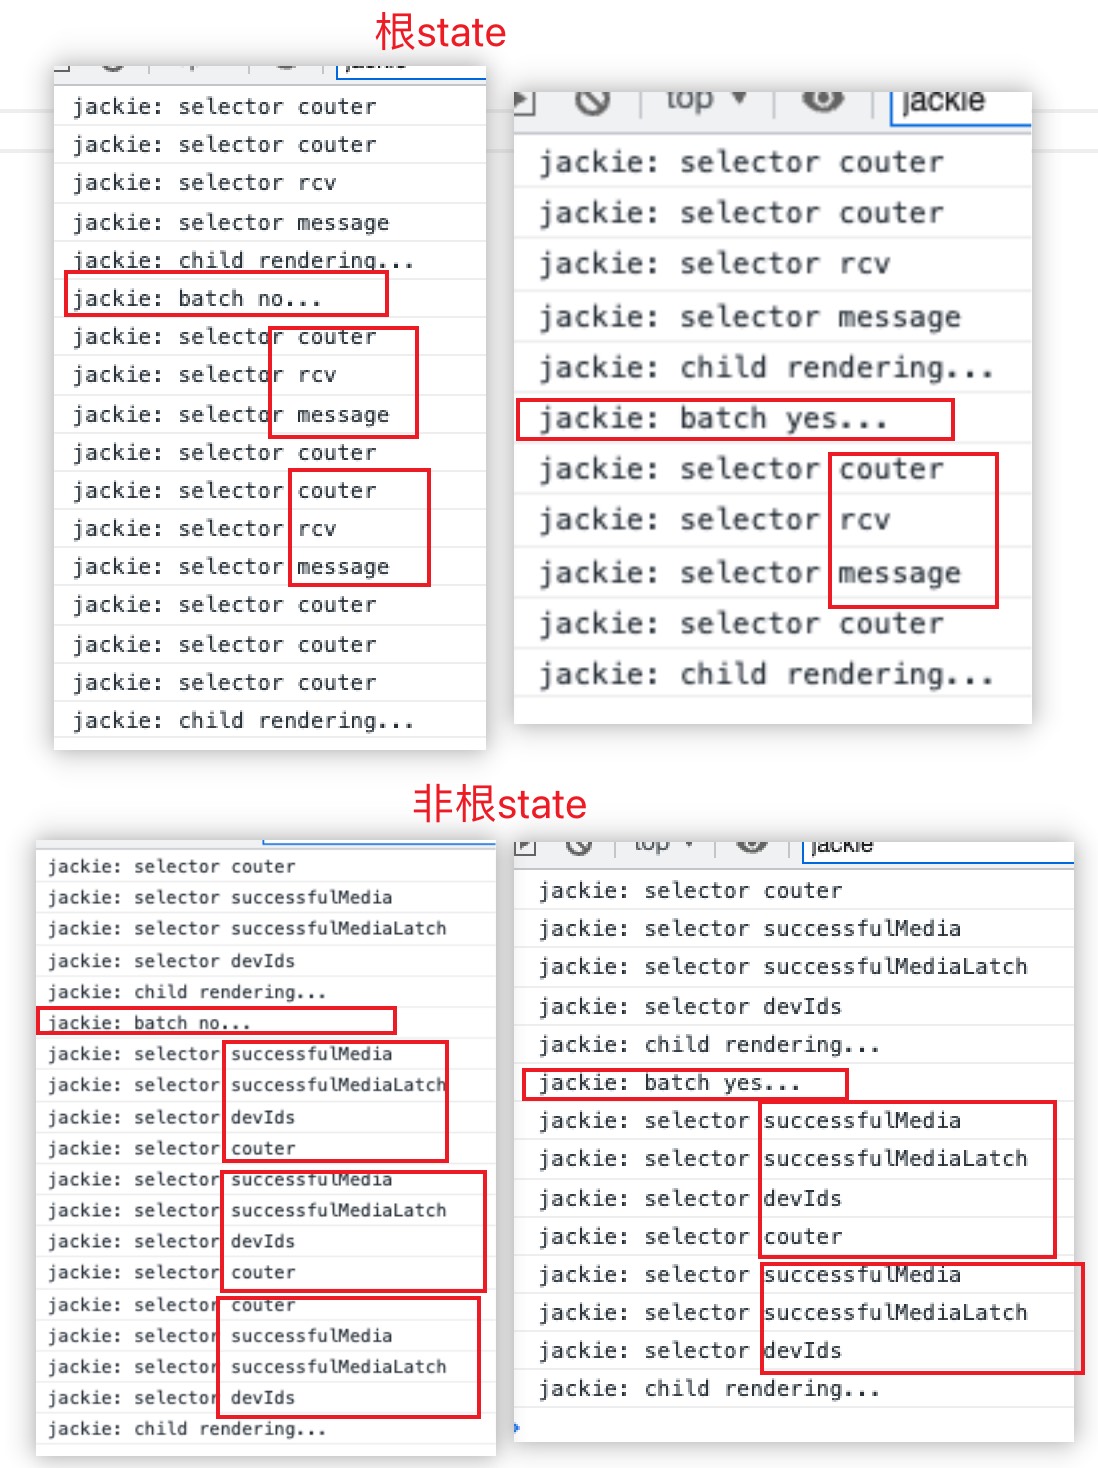 根state
jackie
jackie: selector couter
jackie: selector couter
jackie: selector rcv
jackie: selector message
jackie: child rendering...
jackie: batch no...
jackie: selector couter
jackie: selector rcv
jackie: selector message
jackie: selector couter
jackie: selector couter
jackie: selector rcv
jackie: selector message
jackie: selector couter
jackie: selector couter
jackie: selector couter
jackie: child rendering...
top jackie
jackie: selector couter
jackie: selector couter
jackie: selector rcv
jackie: selector message
jackie: child rendering...
jackie: batch yes...
jackie: selector couter
jackie: selector rcv
jackie: selector message
jackie: selector couter
jackie: child rendering...
非根state
jackie: selector couter
jackie: selector successfulMedia
jackie: selector successfulMediaLatch
jackie: selector devIds
jackie: child rendering...
jackie: batch no...
jackie: selector successfulMedia
jackie: selector successfulMediaLatch
jackie: selector devIds
jackie: selector couter
jackie: selector successfulMedia
jackie: selector successfulMediaLatch
jackie: selector devIds
jackie: selector couter
jackie: selector couter
jackie: selector successfulMedia
jackie: selector successfulMediaLatch
jackie: selector devIds
jackie: child rendering...
top jackie
jackie: selector couter
jackie: selector successfulMedia
jackie: selector successfulMediaLatch
jackie: selector devIds
jackie: child rendering...
jackie: batch yes...
jackie: selector successfulMedia
jackie: selector successfulMediaLatch
jackie: selector devIds
jackie: selector couter
jackie: selector successfulMedia
jackie: selector successfulMediaLatch
jackie: selector devIds
jackie: child rendering...